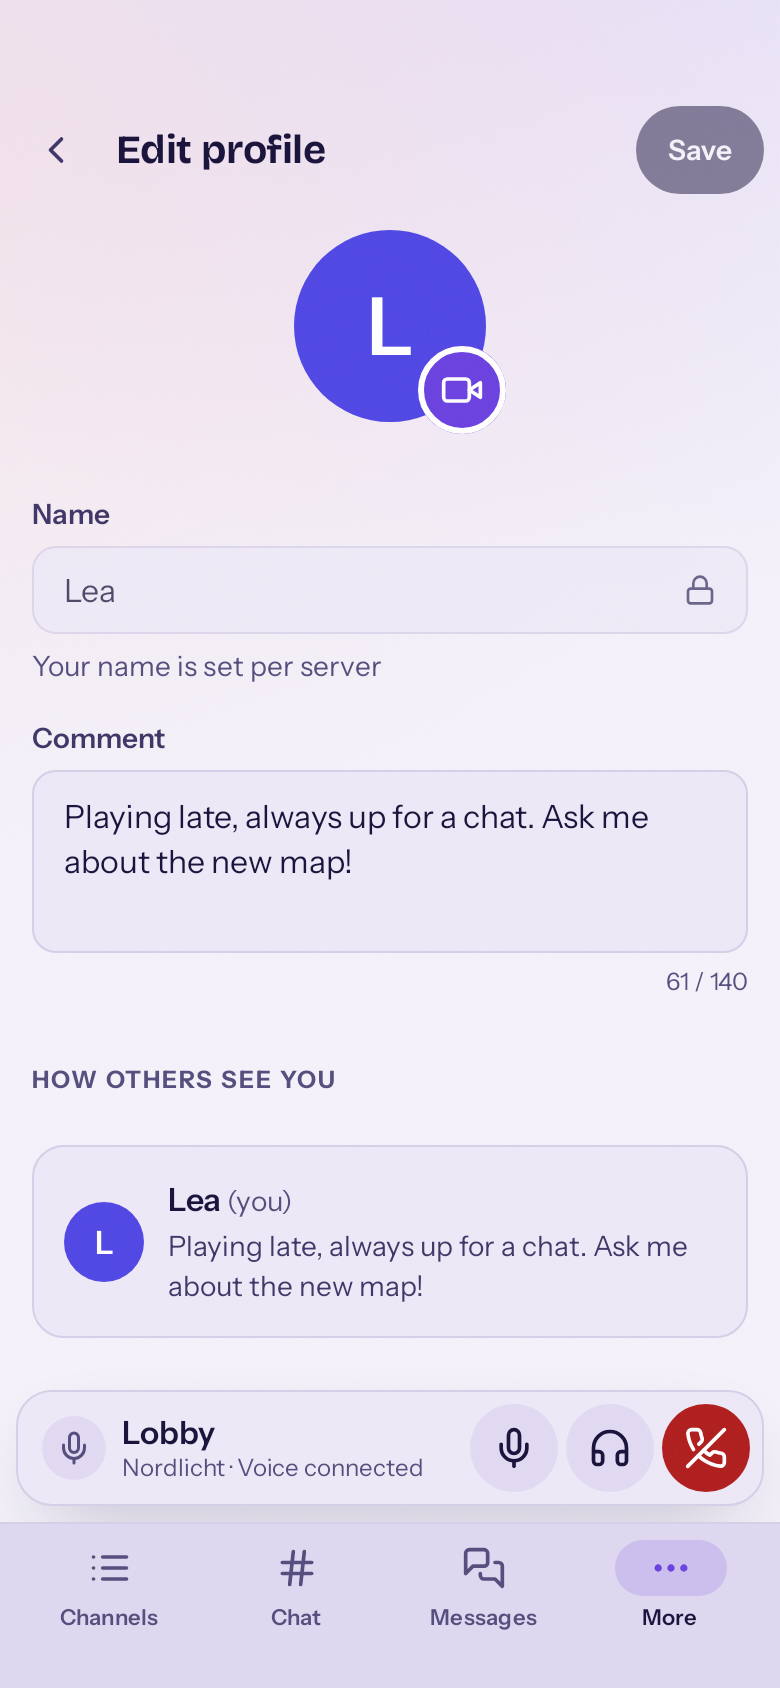 Edit profile
Save
L
Name
Lea
Your name is set per server
Comment
Playing late, always up for a chat. Ask me
about the new map!
61 / 140
HOW OTHERS SEE YOU
L
Lea (you)
Playing late, always up for a chat. Ask me
about the new map!
Lobby
Nordlicht · Voice connected
Channels
Chat
Messages
More